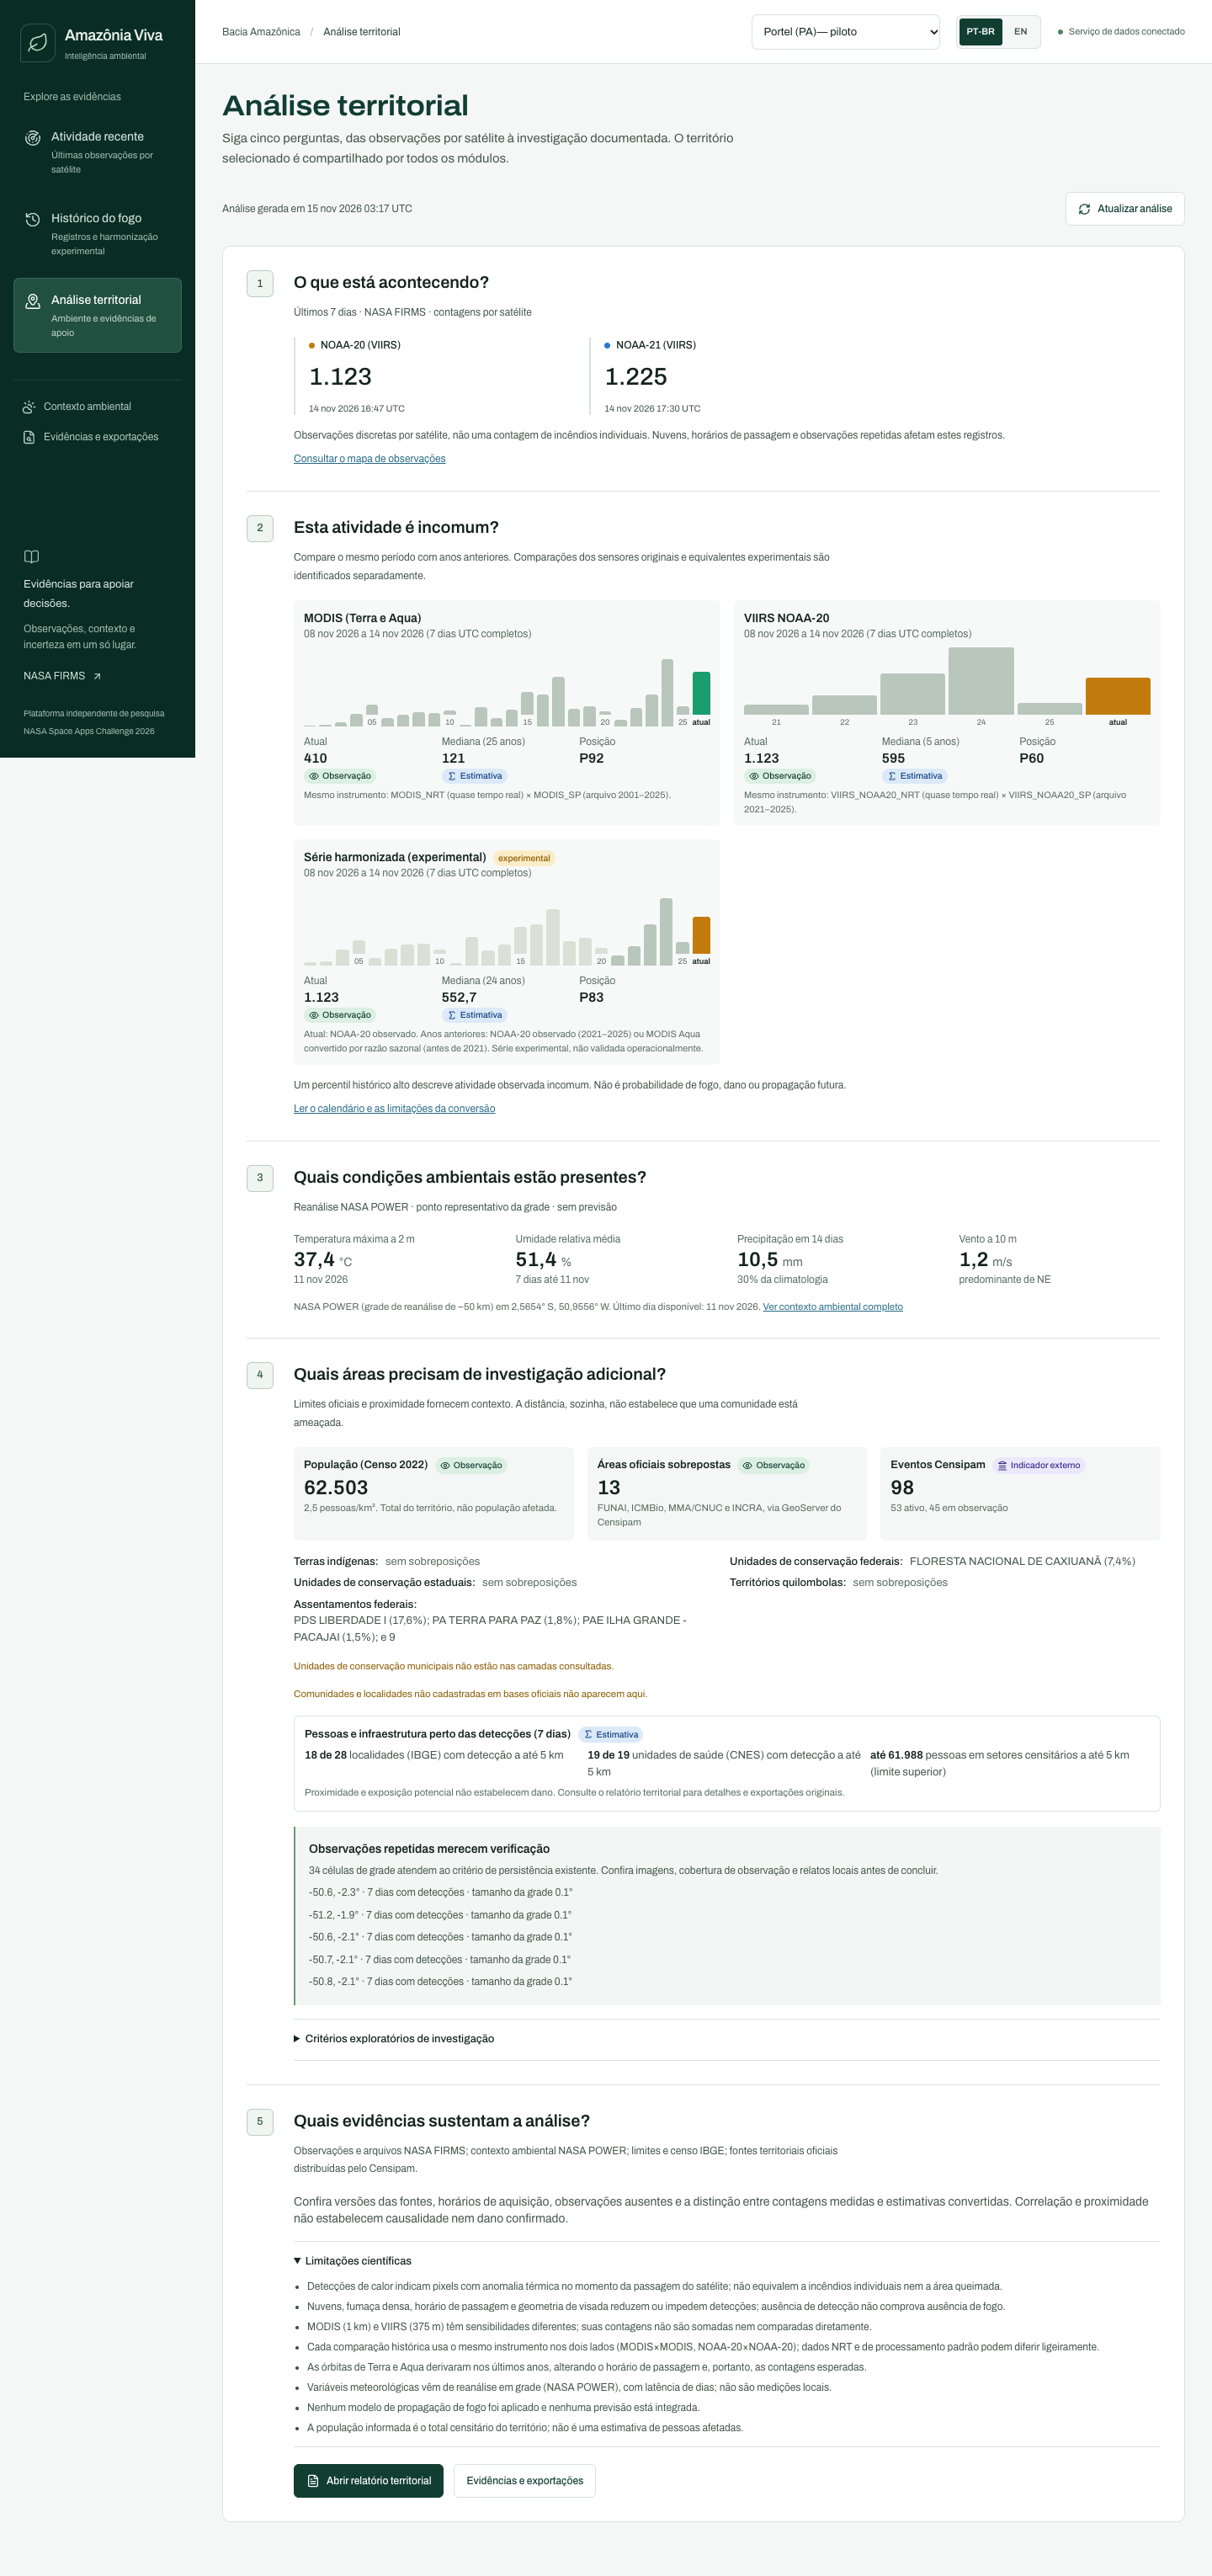 Amazônia Viva
Inteligência ambiental
Explore as evidências
Atividade recente
Últimas observações por
satélite
Histórico do fogo
Registros e harmonização
experimental
Análise territorial
Ambiente e evidências de
apoio
Contexto ambiental
Evidências e exportações
Evidências para apoiar
decisões.
Observações, contexto e
incerteza em um só lugar.
NASA FIRMS
Plataforma independente de pesquisa
NASA Space Apps Challenge 2026
Bacia Amazônica / Análise territorial
Portel (PA)— piloto
PT-BR EN
Serviço de dados conectado
Análise territorial
Siga cinco perguntas, das observações por satélite à investigação documentada. O território
selecionado é compartilhado por todos os módulos.
Análise gerada em 15 nov 2026 03:17 UTC
Atualizar análise
1 O que está acontecendo?
Últimos 7 dias · NASA FIRMS · contagens por satélite
NOAA-20 (VIIRS)
1.123
14 nov 2026 16:47 UTC
NOAA-21 (VIIRS)
1.225
14 nov 2026 17:30 UTC
Observações discretas por satélite, não uma contagem de incêndios individuais. Nuvens, horários de passagem e observações repetidas afetam estes registros.
Consultar o mapa de observações
2 Esta atividade é incomum?
Compare o mesmo período com anos anteriores. Comparações dos sensores originais e equivalentes experimentais são
identificados separadamente.
MODIS (Terra e Aqua)
08 nov 2026 a 14 nov 2026 (7 dias UTC completos)
05 10 15 20 25 atual
Atual Mediana (25 anos) Posição
410 121 P92
Observação Estimativa
Mesmo instrumento: MODIS_NRT (quase tempo real) × MODIS_SP (arquivo 2001–2025).
VIIRS NOAA-20
08 nov 2026 a 14 nov 2026 (7 dias UTC completos)
21 22 23 24 25 atual
Atual Mediana (5 anos) Posição
1.123 595 P60
Observação Estimativa
Mesmo instrumento: VIIRS_NOAA20_NRT (quase tempo real) × VIIRS_NOAA20_SP (arquivo
2021–2025).
Série harmonizada (experimental) experimental
08 nov 2026 a 14 nov 2026 (7 dias UTC completos)
05 10 15 20 25 atual
Atual Mediana (24 anos) Posição
1.123 552,7 P83
Observação Estimativa
Atual: NOAA-20 observado. Anos anteriores: NOAA-20 observado (2021–2025) ou MODIS Aqua
convertido por razão sazonal (antes de 2021). Série experimental, não validada operacionalmente.
Um percentil histórico alto descreve atividade observada incomum. Não é probabilidade de fogo, dano ou propagação futura.
Ler o calendário e as limitações da conversão
3 Quais condições ambientais estão presentes?
Reanálise NASA POWER · ponto representativo da grade · sem previsão
Temperatura máxima a 2 m
37,4 °C
11 nov 2026
Umidade relativa média
51,4 %
7 dias até 11 nov
Precipitação em 14 dias
10,5 mm
30% da climatologia
Vento a 10 m
1,2 m/s
predominante de NE
NASA POWER (grade de reanálise de ~50 km) em 2,5654° S, 50,9556° W. Último dia disponível: 11 nov 2026. Ver contexto ambiental completo
4 Quais áreas precisam de investigação adicional?
Limites oficiais e proximidade fornecem contexto. A distância, sozinha, não estabelece que uma comunidade está
ameaçada.
População (Censo 2022) Observação
62.503
2,5 pessoas/km². Total do território, não população afetada.
Áreas oficiais sobrepostas Observação
13
FUNAI, ICMBio, MMA/CNUC e INCRA, via GeoServer do
Censipam
Eventos Censipam Indicador externo
98
53 ativo, 45 em observação
Terras indígenas: sem sobreposições
Unidades de conservação federais: FLORESTA NACIONAL DE CAXIUANÃ (7,4%)
Unidades de conservação estaduais: sem sobreposições
Territórios quilombolas: sem sobreposições
Assentamentos federais:
PDS LIBERDADE I (17,6%); PA TERRA PARA PAZ (1,8%); PAE ILHA GRANDE -
PACAJAI (1,5%); e 9
Unidades de conservação municipais não estão nas camadas consultadas.
Comunidades e localidades não cadastradas em bases oficiais não aparecem aqui.
Pessoas e infraestrutura perto das detecções (7 dias) Estimativa
18 de 28 localidades (IBGE) com detecção a até 5 km
19 de 19 unidades de saúde (CNES) com detecção a até
5 km
até 61.988 pessoas em setores censitários a até 5 km
(limite superior)
Proximidade e exposição potencial não estabelecem dano. Consulte o relatório territorial para detalhes e exportações originais.
Observações repetidas merecem verificação
34 células de grade atendem ao critério de persistência existente. Confira imagens, cobertura de observação e relatos locais antes de concluir.
-50.6, -2.3° · 7 dias com detecções · tamanho da grade 0.1°
-51.2, -1.9° · 7 dias com detecções · tamanho da grade 0.1°
-50.6, -2.1° · 7 dias com detecções · tamanho da grade 0.1°
-50.7, -2.1° · 7 dias com detecções · tamanho da grade 0.1°
-50.8, -2.1° · 7 dias com detecções · tamanho da grade 0.1°
Critérios exploratórios de investigação
5 Quais evidências sustentam a análise?
Observações e arquivos NASA FIRMS; contexto ambiental NASA POWER; limites e censo IBGE; fontes territoriais oficiais
distribuídas pelo Censipam.
Confira versões das fontes, horários de aquisição, observações ausentes e a distinção entre contagens medidas e estimativas convertidas. Correlação e proximidade
não estabelecem causalidade nem dano confirmado.
Limitações científicas
• Detecções de calor indicam pixels com anomalia térmica no momento da passagem do satélite; não equivalem a incêndios individuais nem a área queimada.
• Nuvens, fumaça densa, horário de passagem e geometria de visada reduzem ou impedem detecções; ausência de detecção não comprova ausência de fogo.
• MODIS (1 km) e VIIRS (375 m) têm sensibilidades diferentes; suas contagens não são somadas nem comparadas diretamente.
• Cada comparação histórica usa o mesmo instrumento nos dois lados (MODIS×MODIS, NOAA-20×NOAA-20); dados NRT e de processamento padrão podem diferir ligeiramente.
• As órbitas de Terra e Aqua derivaram nos últimos anos, alterando o horário de passagem e, portanto, as contagens esperadas.
• Variáveis meteorológicas vêm de reanálise em grade (NASA POWER), com latência de dias; não são medições locais.
• Nenhum modelo de propagação de fogo foi aplicado e nenhuma previsão está integrada.
• A população informada é o total censitário do território; não é uma estimativa de pessoas afetadas.
Abrir relatório territorial
Evidências e exportações